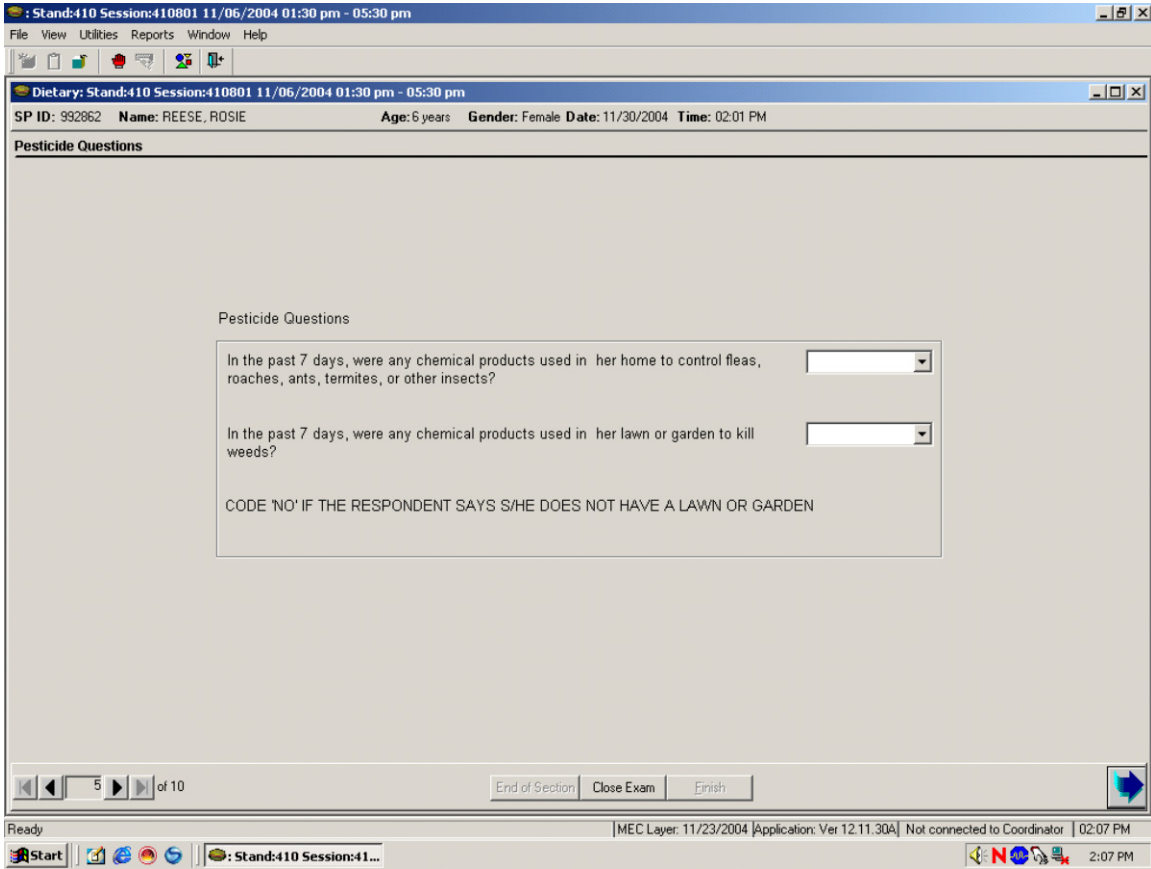 : Stand:410 Session:410801 11/06/2004 01:30 pm - 05:30 pm
File View Utilities Reports Window Help
Dietary: Stand:410 Session:410801 11/06/2004 01:30 pm - 05:30 pm
SP ID: 992862 Name: REESE, ROSIE Age: 6 years Gender: Female Date: 11/30/2004 Time: 02:01 PM
Pesticide Questions
Pesticide Questions
In the past 7 days, were any chemical products used in her home to control fleas,
roaches, ants, termites, or other insects?
In the past 7 days, were any chemical products used in her lawn or garden to kill
weeds?
CODE 'NO' IF THE RESPONDENT SAYS S/HE DOES NOT HAVE A LAWN OR GARDEN
5 of 10 End of Section Close Exam Finish
Ready MEC Layer: 11/23/2004 Application: Ver 12.11.30A Not connected to Coordinator 02:07 PM
Start : Stand:410 Session:41... N 2:07 PM